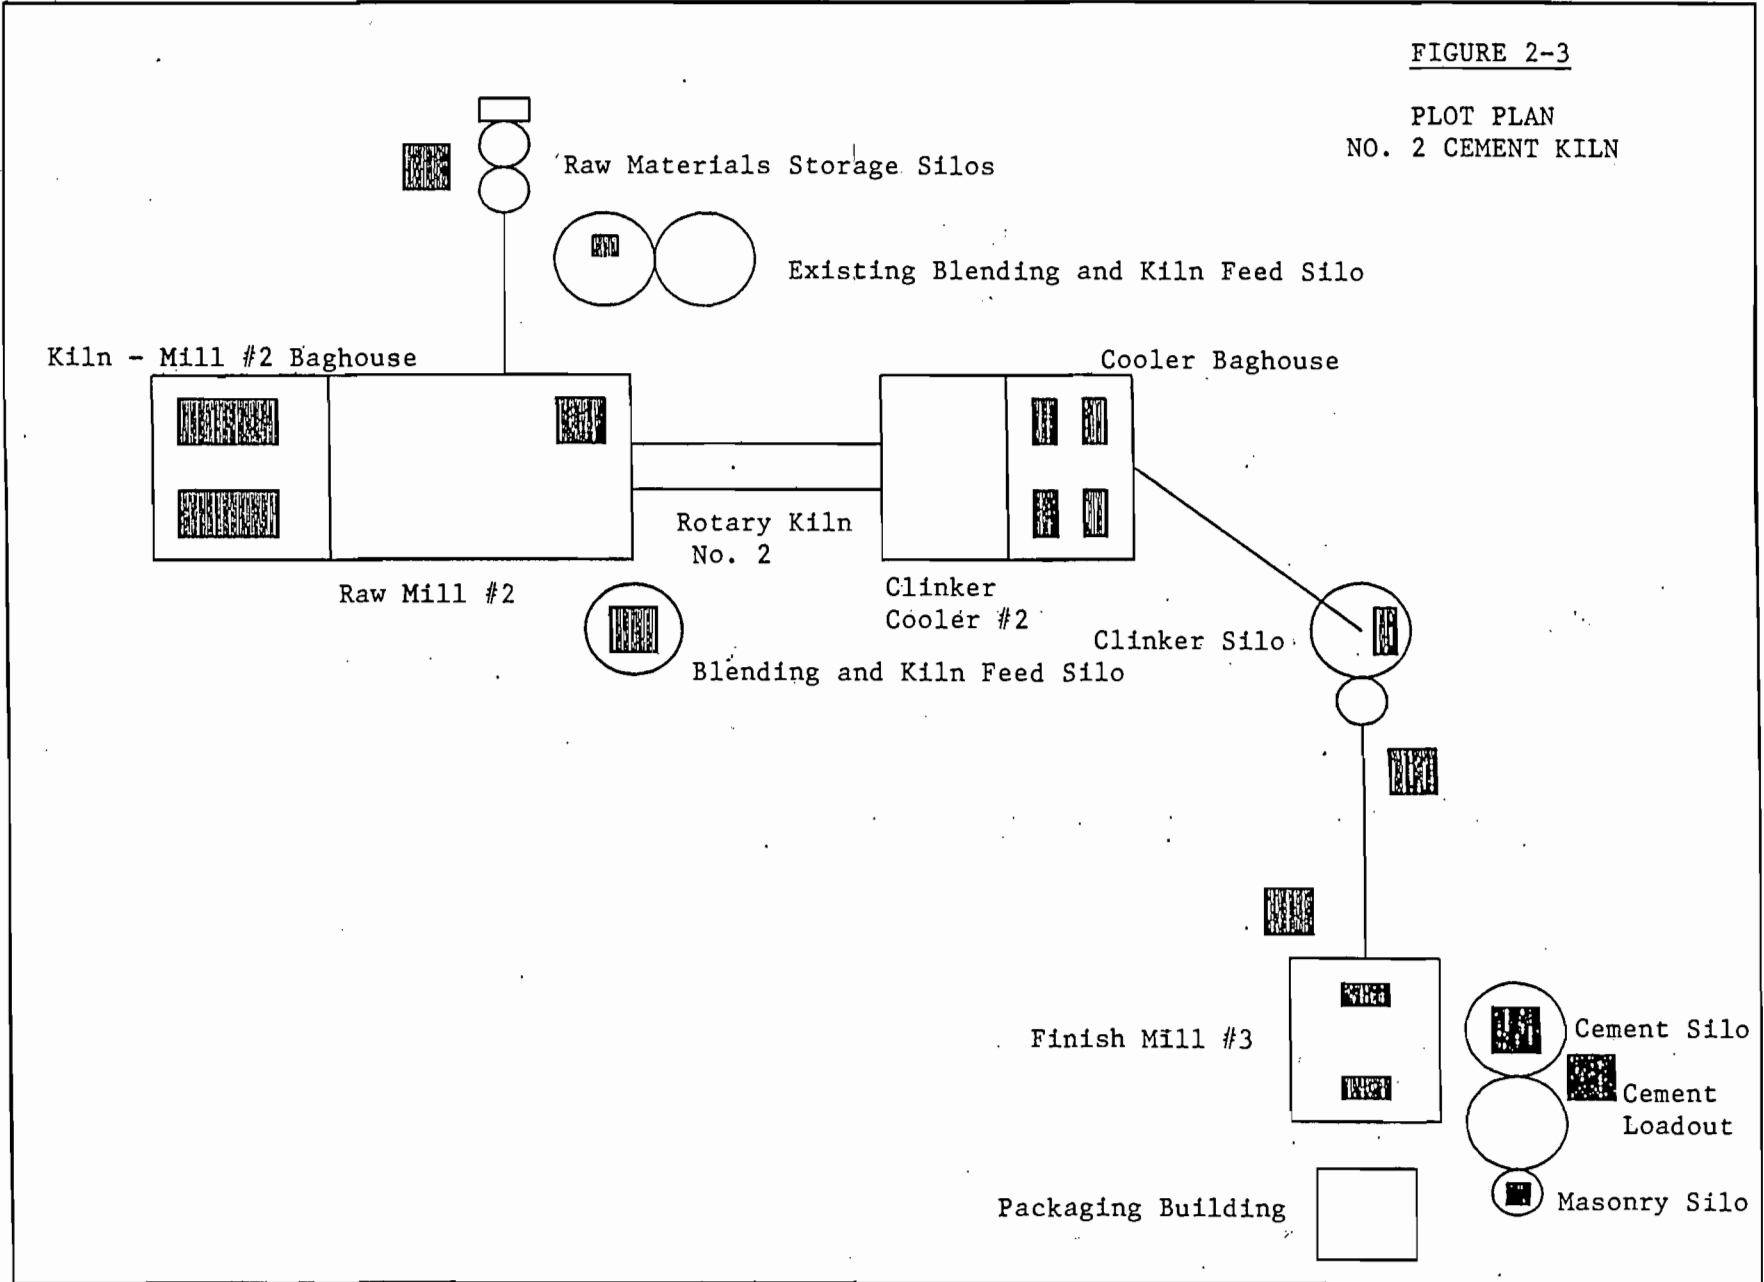 FIGURE 2-3
PLOT PLAN
NO. 2 CEMENT KILN
Raw Materials Storage Silos
Existing Blending and Kiln Feed Silo
Kiln - Mill #2 Baghouse
Cooler Baghouse
Rotary Kiln
No. 2
Raw Mill #2
Clinker
Cooler #2
Clinker Silo
Blending and Kiln Feed Silo
Finish Mill #3
Cement Silo
Cement
Loadout
Packaging Building
Masonry Silo